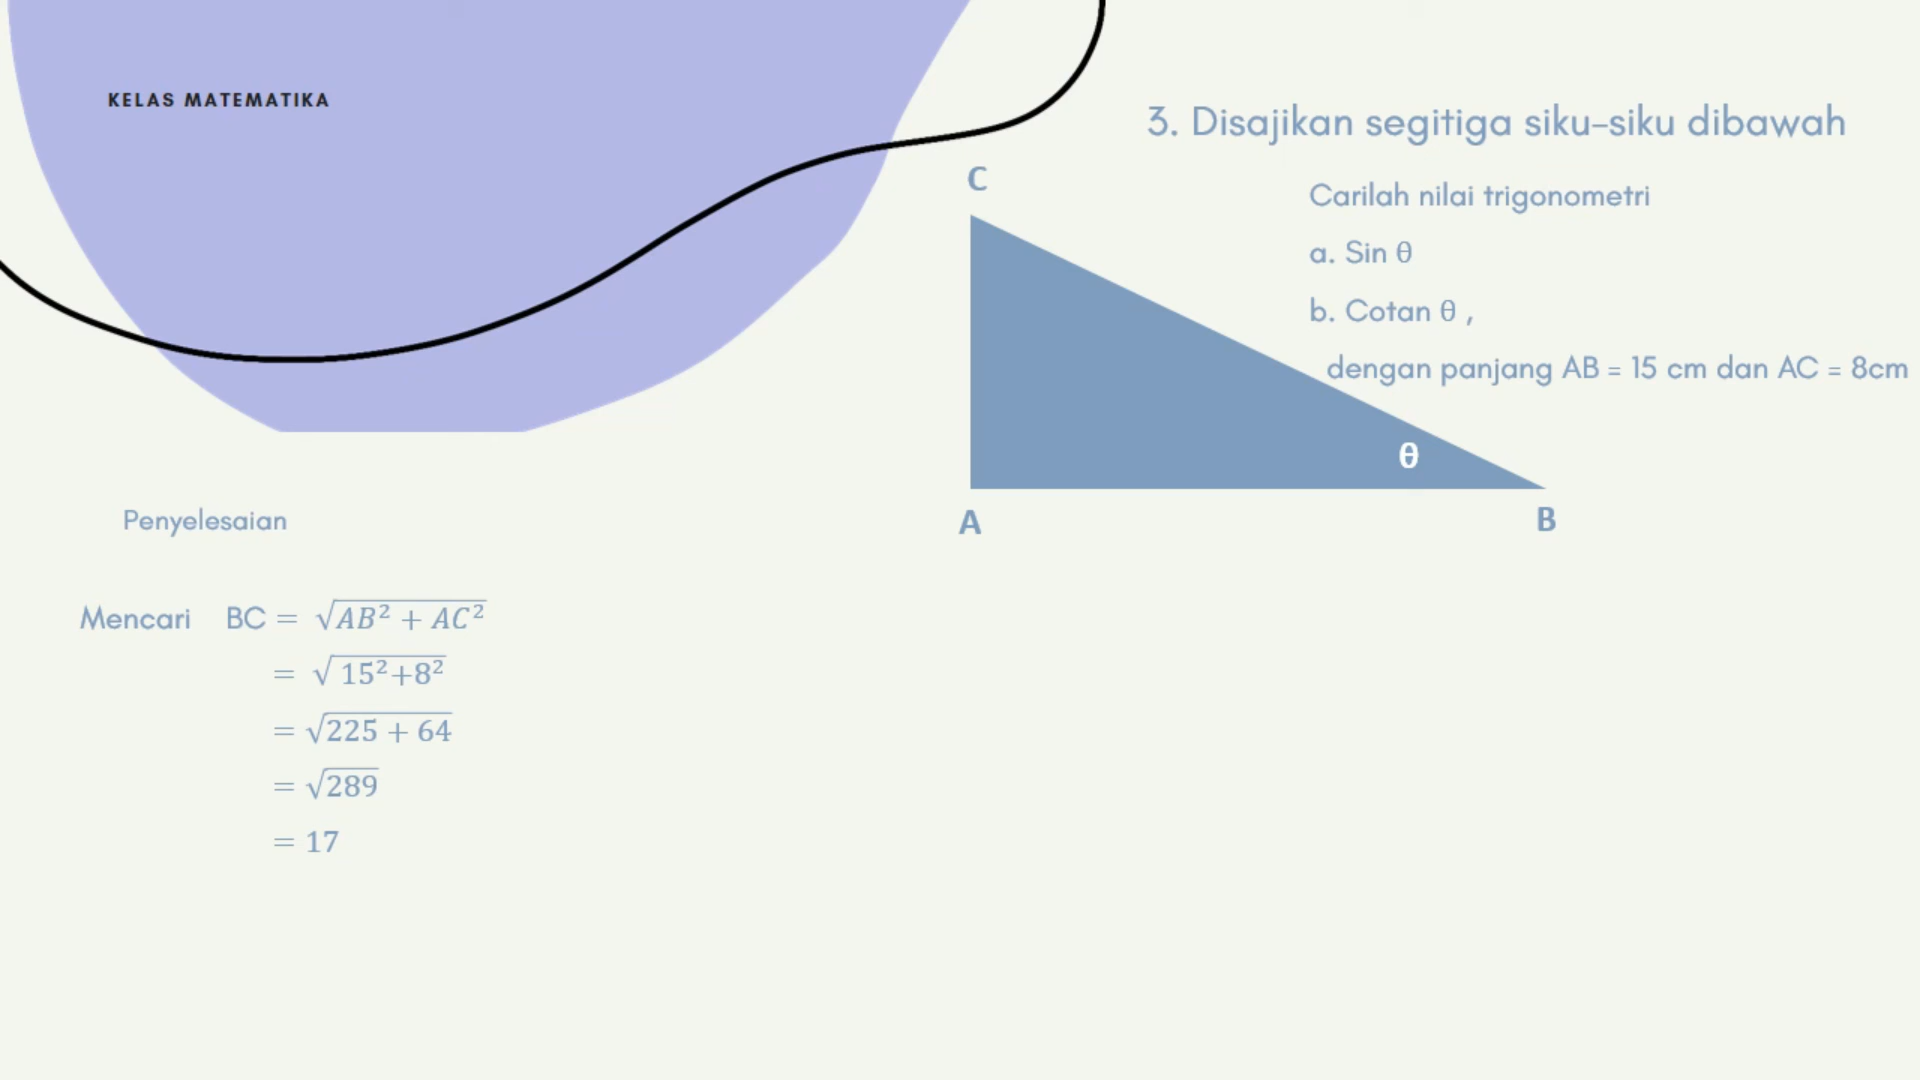 KELAS MATEMATIKA
3. Disajikan segitiga siku-siku dibawah
Carilah nilai trigonometri
a. Sin θ
b. Cotan θ ,
dengan panjang AB = 15 cm dan AC = 8cm
C
θ
A
B
Penyelesaian
Mencari BC = √AB² + AC²
= √ 15²+8²
= √225 + 64
= √289
= 17